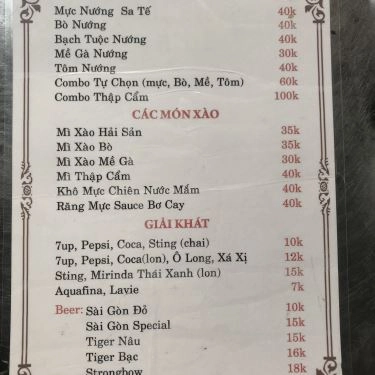 Mực Nướng Sa Tế 40k
Bò Nướng 40k
Bạch Tuộc Nướng 40k
Mề Gà Nướng 30k
Tôm Nướng 40k
Combo Tự Chọn (mực, Bò, Mề, Tôm) 60k
Combo Thập Cẩm 100k
CÁC MÓN XÀO
Mì Xào Hải Sản 35k
Mì Xào Bò 35k
Mì Xào Mề Gà 30k
Mì Thập Cẩm 40k
Khô Mực Chiên Nước Mắm 40k
Răng Mực Sauce Bơ Cay 40k
GIẢI KHÁT
7up, Pepsi, Coca, Sting (chai) 10k
7up, Pepsi, Coca(lon), Ô Long, Xá Xị 12k
Sting, Mirinda Thái Xanh (lon) 15k
Aquafina, Lavie 7k
Beer: Sài Gòn Đỏ 10k
Sài Gòn Special 15k
Tiger Nâu 15k
Tiger Bạc 16k
Strongbow 18k